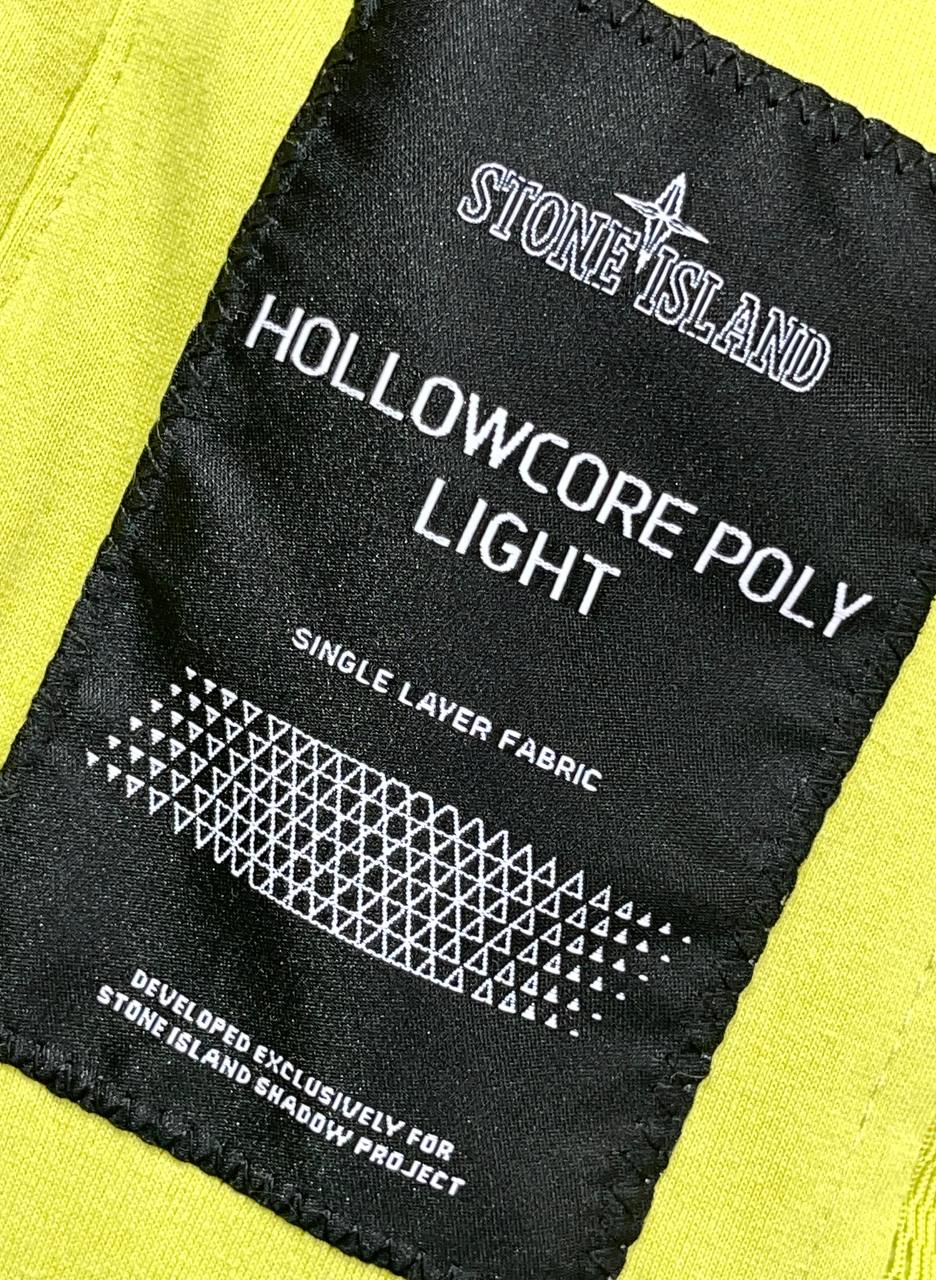 STONE ISLAND
HOLLOWCORE POLY
LIGHT
SINGLE LAYER FABRIC
DEVELOPED EXCLUSIVELY FOR
STONE ISLAND SHADOW PROJECT